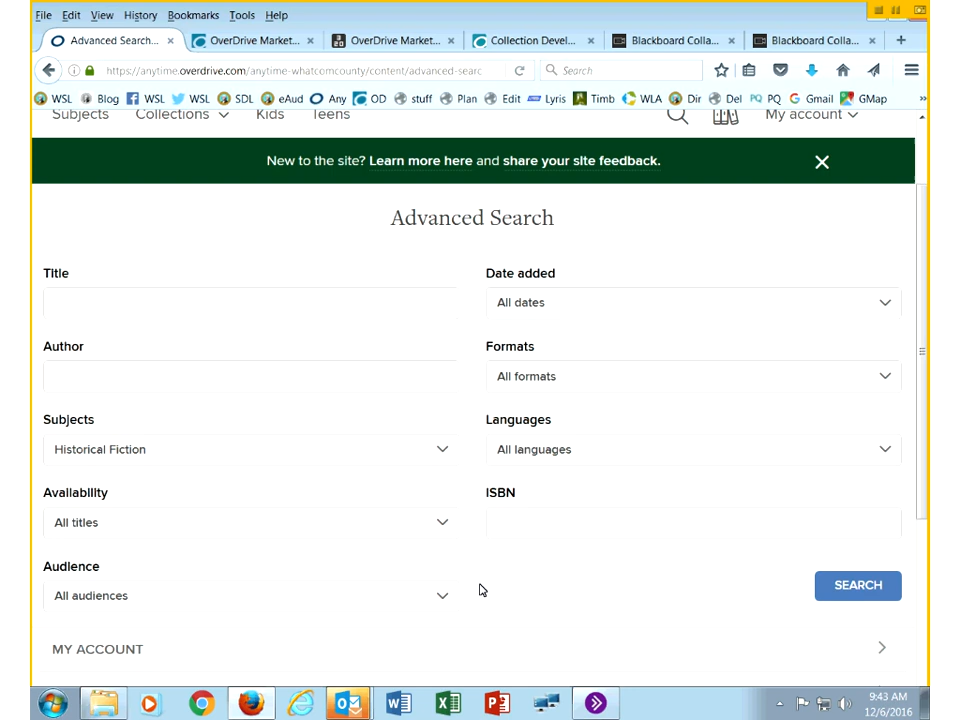 File Edit View History Bookmarks Tools Help
Advanced Search... × OverDrive Market... × OverDrive Market... × Collection Devel... × Blackboard Colla... × Blackboard Colla... × +
https://anytime.overdrive.com/anytime-whatcomcounty/content/advanced-searc Search
WSL Blog WSL WSL SDL eAud Any OD stuff Plan Edit Lyris Timb WLA Dir Del PQ PQ Gmail GMap »
Subjects Collections Kids Teens My account
New to the site? Learn more here and share your site feedback.
Advanced Search
Title Date added
All dates
Author Formats
All formats
Subjects Languages
Historical Fiction All languages
Availability ISBN
All titles
Audience
SEARCH
All audiences
MY ACCOUNT
9:43 AM
12/6/2016